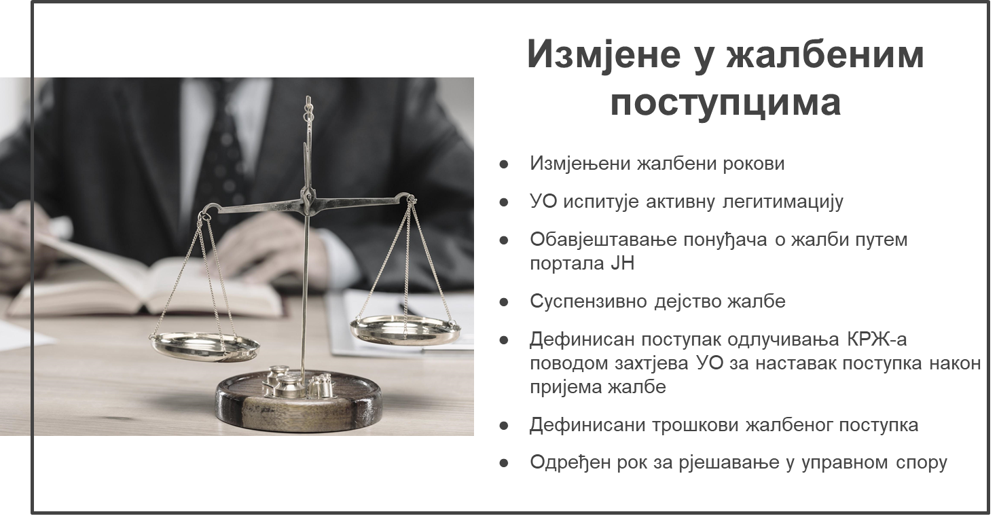 Измјене у жалбеним
поступцима
● Измјењени жалбени рокови
● УО испитује активну легитимацију
● Обавјештавање понуђача о жалби путем
портала ЈН
● Суспензивно дејство жалбе
● Дефинисан поступак одлучивања КРЖ-а
поводом захтјева УО за наставак поступка након
пријема жалбе
● Дефинисани трошкови жалбеног поступка
● Одређен рок за рјешавање у управном спору